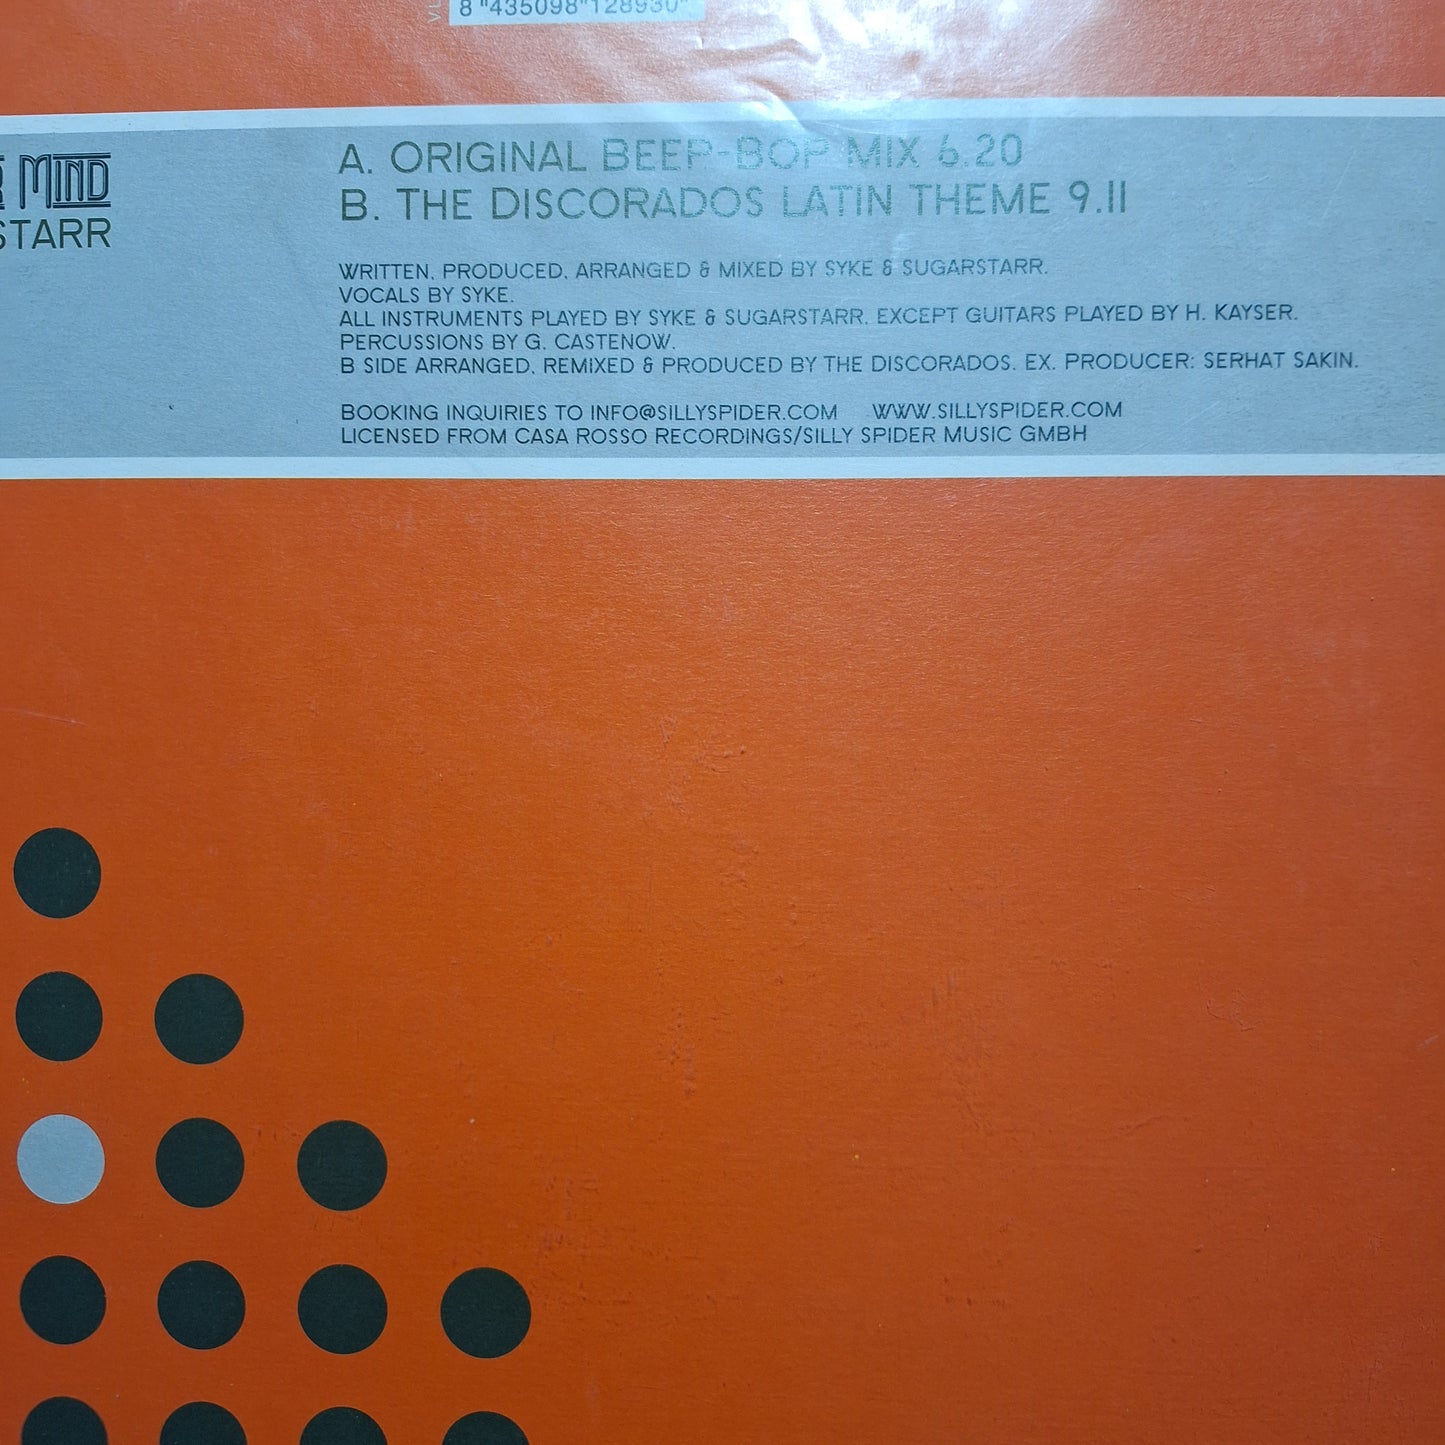 8 "435098"128930"
MIND
STARR
A. ORIGINAL BEEP-BOP MIX 6.20
B. THE DISCORADOS LATIN THEME 9.11
WRITTEN, PRODUCED, ARRANGED & MIXED BY SYKE & SUGARSTARR.
VOCALS BY SYKE.
ALL INSTRUMENTS PLAYED BY SYKE & SUGARSTARR. EXCEPT GUITARS PLAYED BY H. KAYSER.
PERCUSSIONS BY G. CASTENOW.
B SIDE ARRANGED, REMIXED & PRODUCED BY THE DISCORADOS. EX. PRODUCER: SERHAT SAKIN.
BOOKING INQUIRIES TO INFO@SILLYSPIDER.COM WWW.SILLYSPIDER.COM
LICENSED FROM CASA ROSSO RECORDINGS/SILLY SPIDER MUSIC GMBH